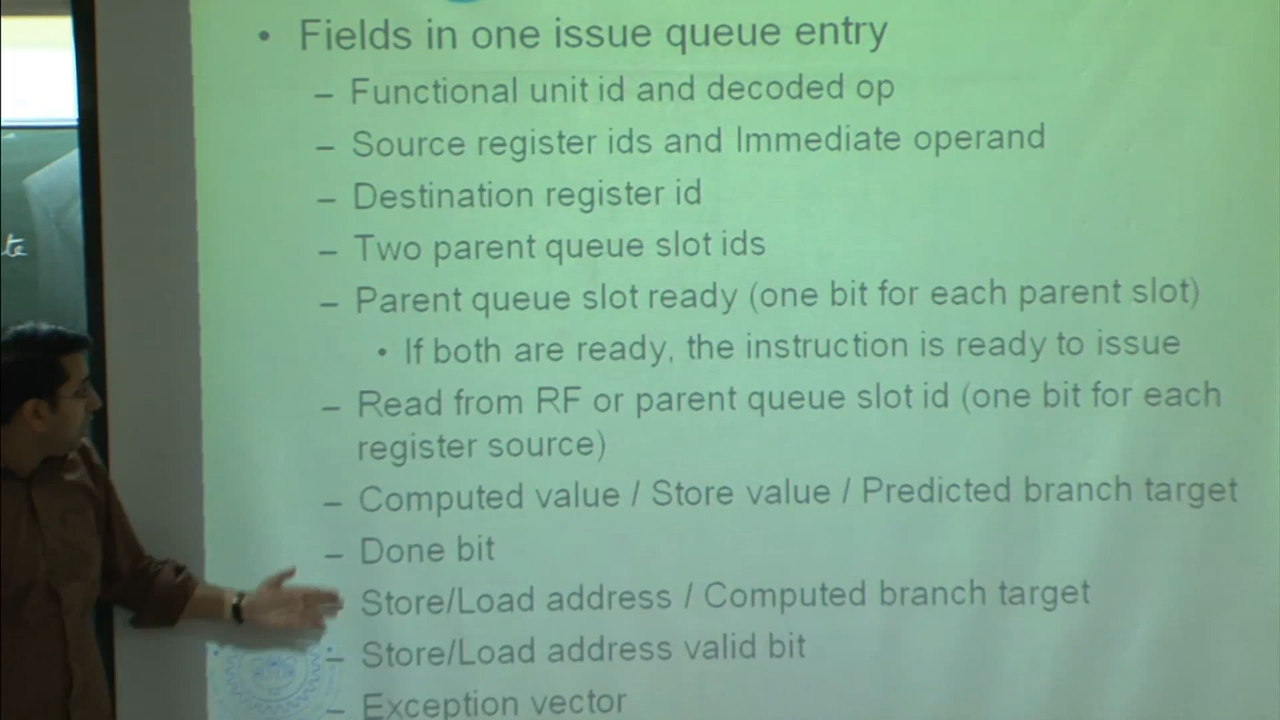 • Fields in one issue queue entry
– Functional unit id and decoded op
– Source register ids and Immediate operand
– Destination register id
– Two parent queue slot ids
– Parent queue slot ready (one bit for each parent slot)
• If both are ready, the instruction is ready to issue
– Read from RF or parent queue slot id (one bit for each
register source)
– Computed value / Store value / Predicted branch target
– Done bit
Store/Load address / Computed branch target
– Store/Load address valid bit
– Exception vector
te